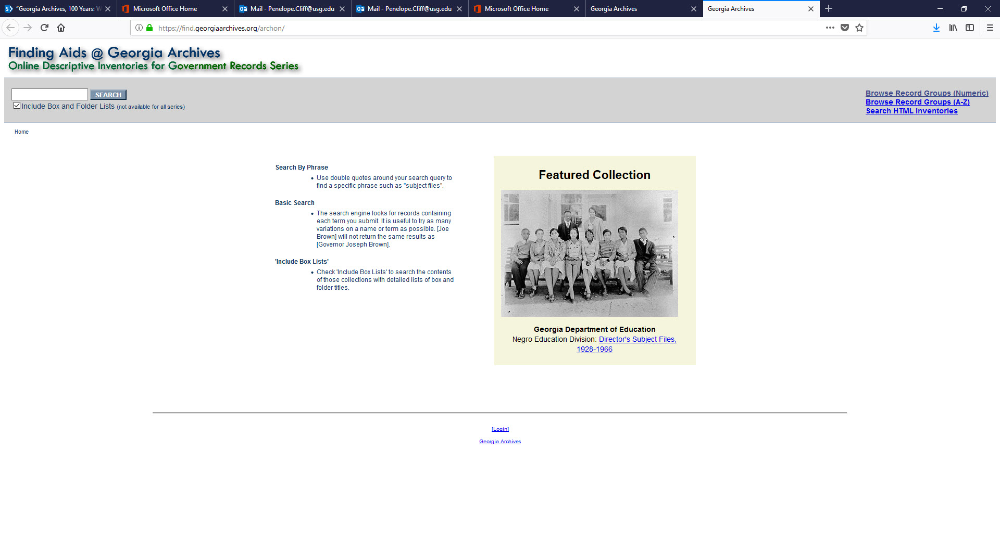 "Georgia Archives, 100 Years: W
Microsoft Office Home
Mail - Penelope.Cliff@usg.edu
Mail - Penelope.Cliff@usg.edu
Microsoft Office Home
Georgia Archives
Georgia Archives
https://find.georgiaarchives.org/archon/
Finding Aids @ Georgia Archives
Online Descriptive Inventories for Government Records Series
SEARCH
Include Box and Folder Lists (not available for all series)
Browse Record Groups (Numeric)
Browse Record Groups (A-Z)
Search HTML Inventories
Home
Search By Phrase
Use double quotes around your search query to
find a specific phrase such as "subject files".
Basic Search
The search engine looks for records containing
each term you submit. It is useful to try as many
variations on a name or term as possible. [Joe
Brown] will not return the same results as
[Governor Joseph Brown].
'Include Box Lists'
Check 'Include Box Lists' to search the contents
of those collections with detailed lists of box and
folder titles.
Featured Collection
Georgia Department of Education
Negro Education Division: Director's Subject Files,
1928-1966
[Login]
Georgia Archives